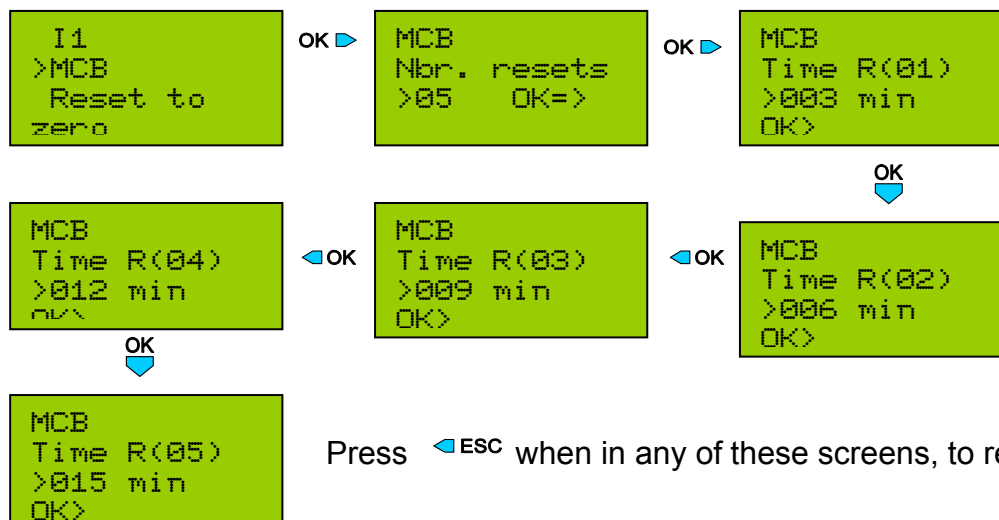 I1
>MCB
Reset to
zero
OK
MCB
Nbr. resets
>05 OK=>
OK
MCB
Time R(01)
>003 min
OK>
OK
MCB
Time R(02)
>006 min
OK>
OK
MCB
Time R(03)
>009 min
OK>
OK
MCB
Time R(04)
>012 min
OK>
OK
MCB
Time R(05)
>015 min
OK>
Press ESC when in any of these screens, to re